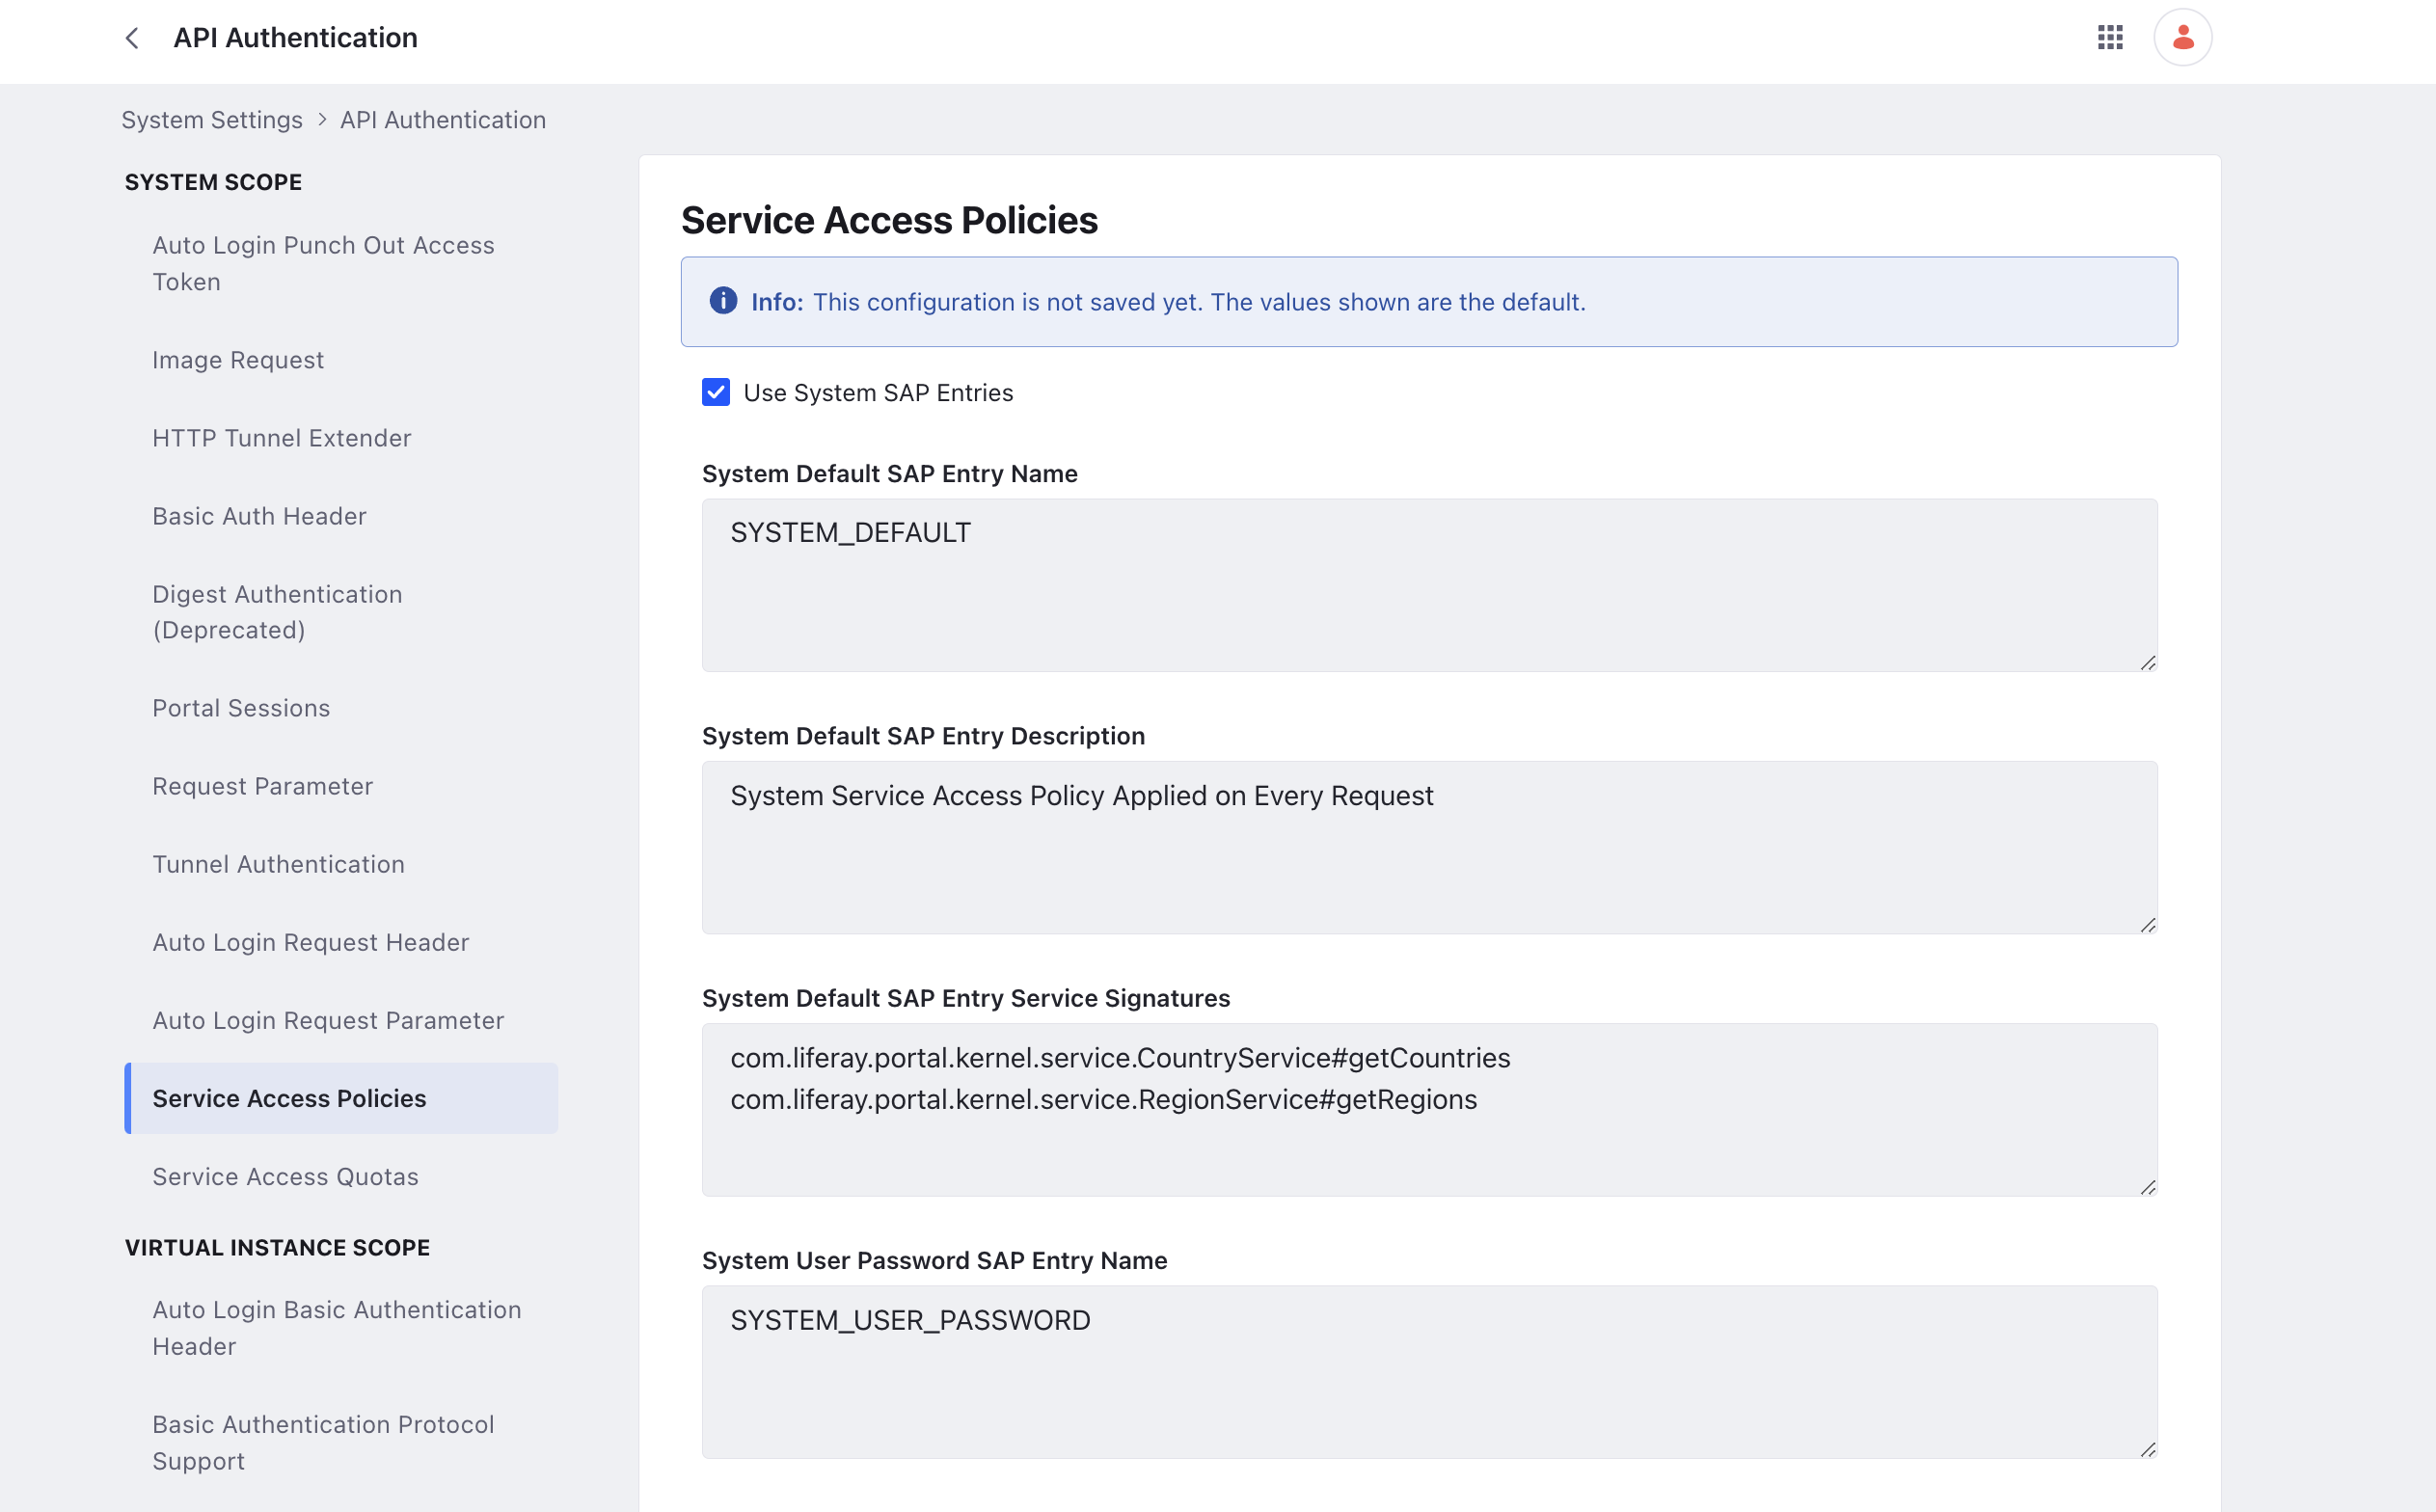 API Authentication
System Settings > API Authentication
SYSTEM SCOPE
Auto Login Punch Out Access
Token
Image Request
HTTP Tunnel Extender
Basic Auth Header
Digest Authentication
(Deprecated)
Portal Sessions
Request Parameter
Tunnel Authentication
Auto Login Request Header
Auto Login Request Parameter
Service Access Policies
Service Access Quotas
VIRTUAL INSTANCE SCOPE
Auto Login Basic Authentication
Header
Basic Authentication Protocol
Support
Service Access Policies
Info: This configuration is not saved yet. The values shown are the default.
Use System SAP Entries
System Default SAP Entry Name
SYSTEM_DEFAULT
System Default SAP Entry Description
System Service Access Policy Applied on Every Request
System Default SAP Entry Service Signatures
com.liferay.portal.kernel.service.CountryService#getCountries
com.liferay.portal.kernel.service.RegionService#getRegions
System User Password SAP Entry Name
SYSTEM_USER_PASSWORD